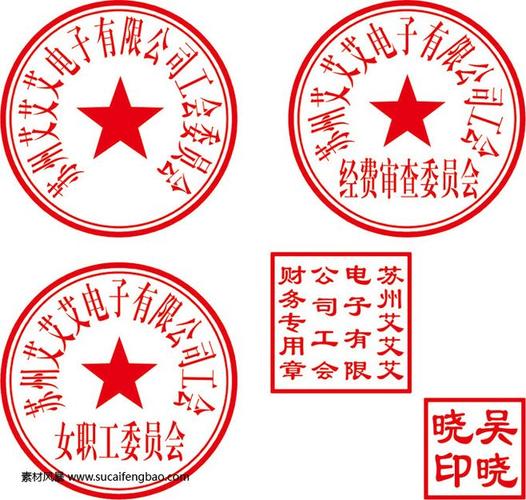 苏州艾艾艾电子有限公司工会委员会
苏州艾艾艾电子有限公司工会
经费审查委员会
苏州艾艾艾电子有限公司工会
女职工委员会
苏州艾艾艾
电子有限
公司工会
财务专用章
吴晓
晓印
素材风暴 www.sucaifengbao.com